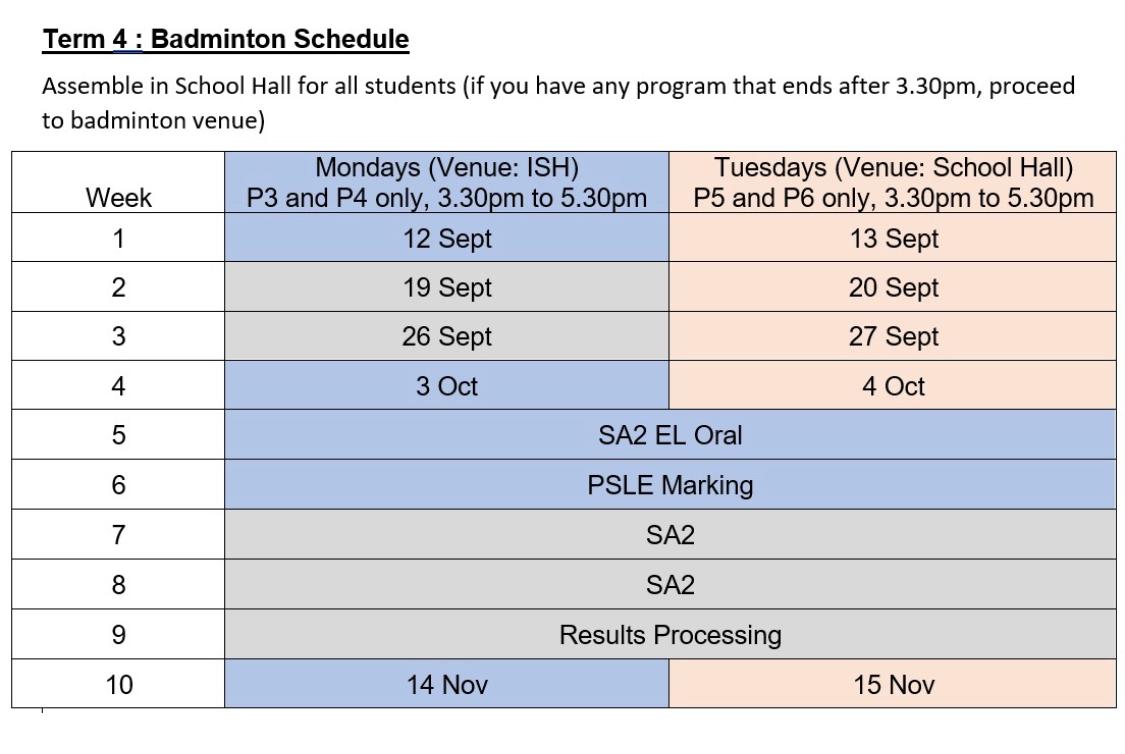 Term 4 : Badminton Schedule
Assemble in School Hall for all students (if you have any program that ends after 3.30pm, proceed
to badminton venue)
Week
Mondays (Venue: ISH)
P3 and P4 only, 3.30pm to 5.30pm
Tuesdays (Venue: School Hall)
P5 and P6 only, 3.30pm to 5.30pm
1 12 Sept 13 Sept
2 19 Sept 20 Sept
3 26 Sept 27 Sept
4 3 Oct 4 Oct
5 SA2 EL Oral
6 PSLE Marking
7 SA2
8 SA2
9 Results Processing
10 14 Nov 15 Nov